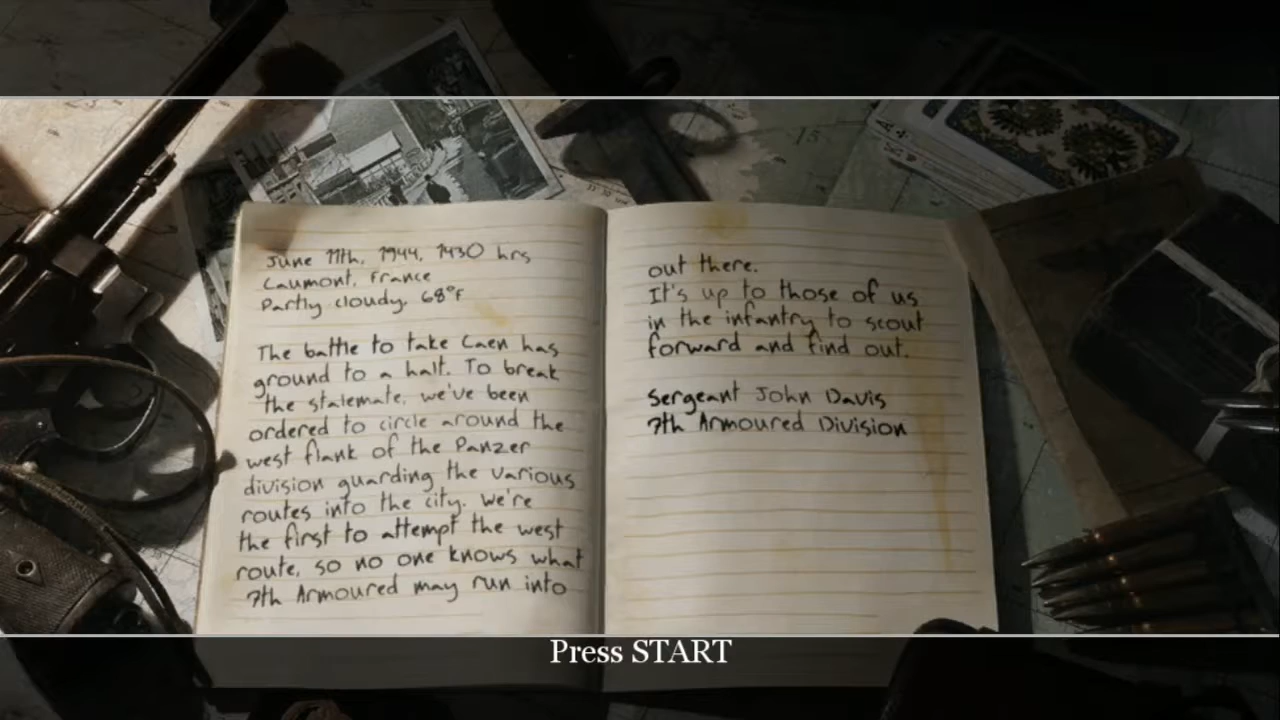 June 11th, 1944, 1430 hrs
Caumont, France
Partly cloudy, 68°F
The battle to take Caen has
ground to a halt. To break
the stalemate, we've been
ordered to circle around the
west flank of the Panzer
division guarding the various
routes into the city. We're
the first to attempt the west
route, so no one knows what
7th Armoured may run into
out there.
It's up to those of us
in the infantry to scout
forward and find out.
Sergeant John Davis
7th Armoured Division
Press START